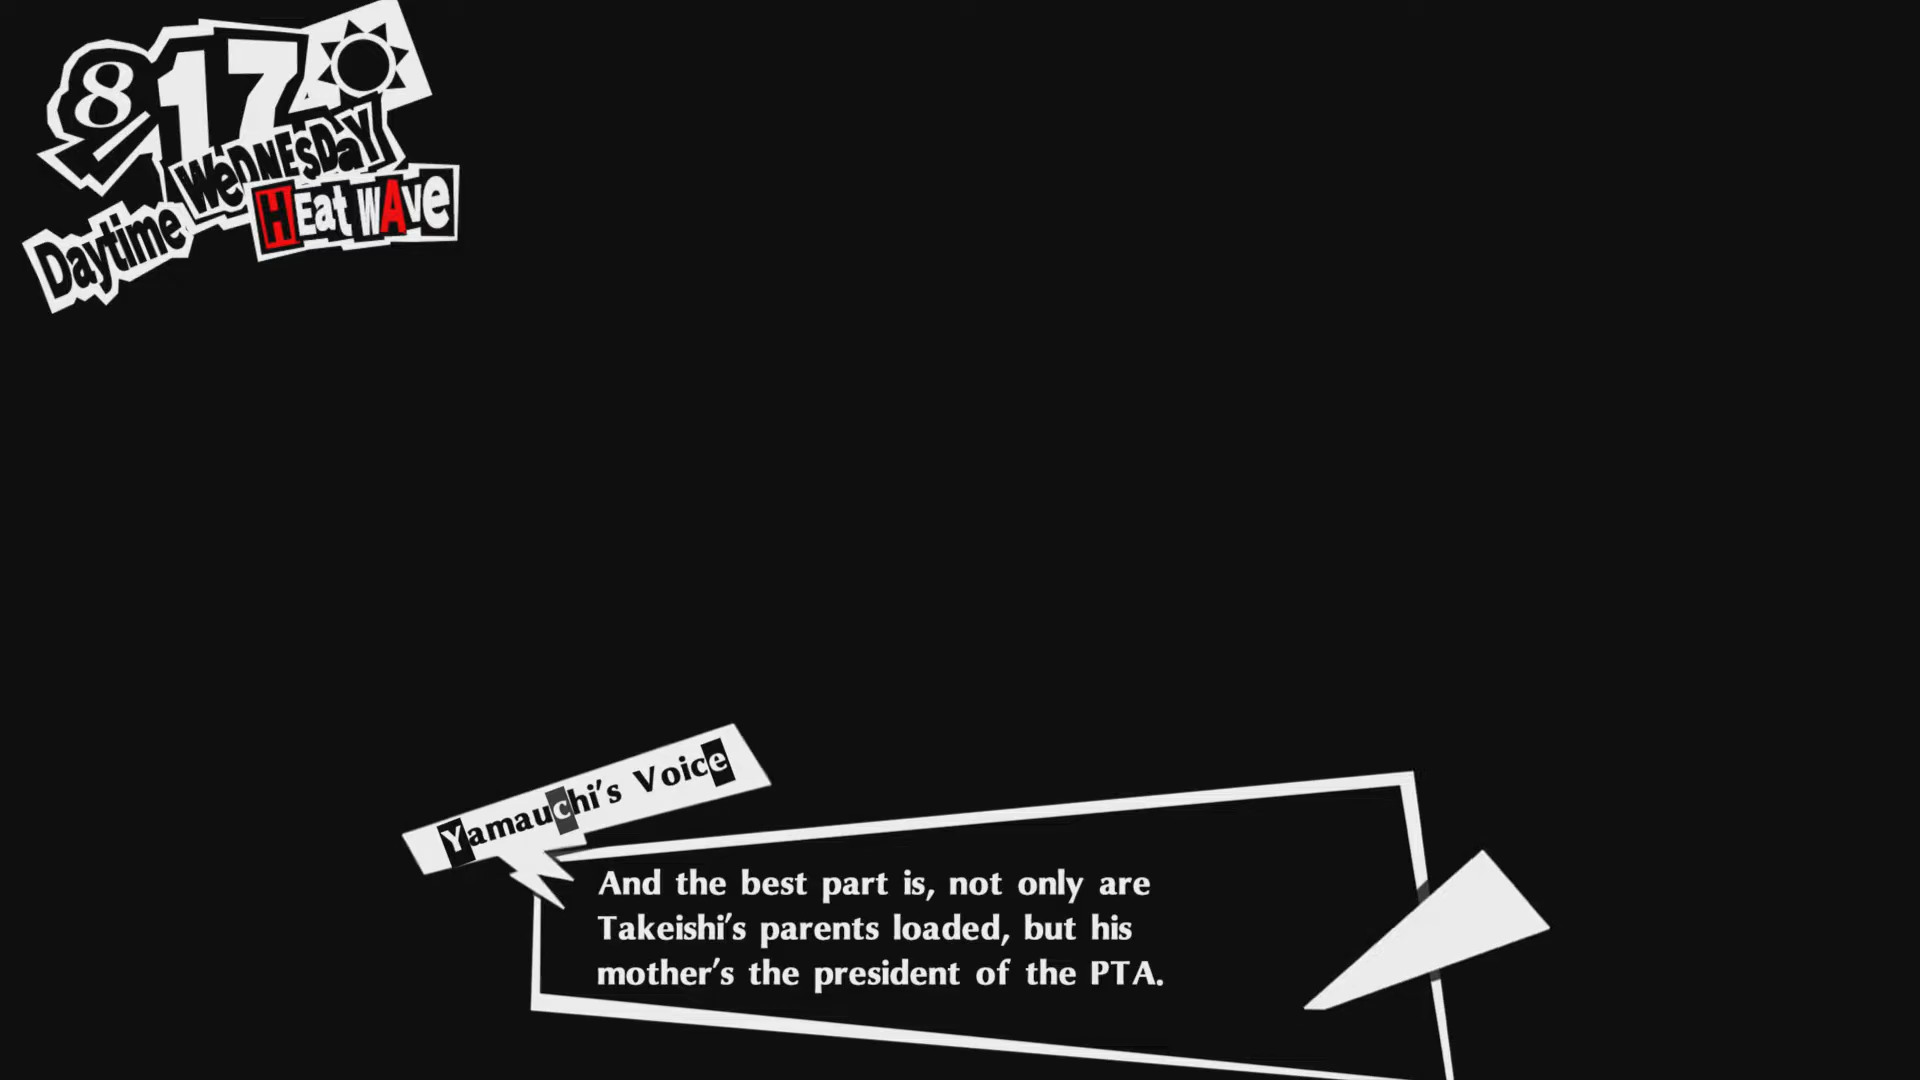 8/17
WeDNESDaY
HEat wAve
Daytime
Yamauchi's Voice
And the best part is, not only are
Takeishi's parents loaded, but his
mother's the president of the PTA.